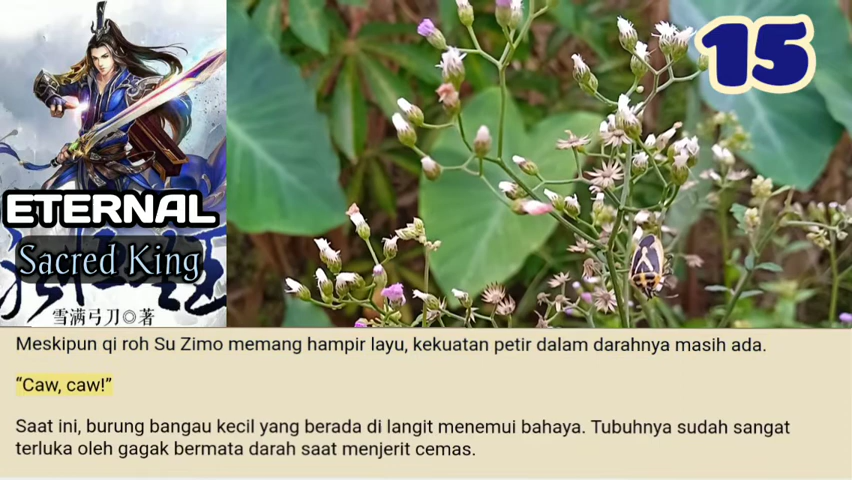 15
ETERNAL
Sacred King
雪满弓刀◎著
Meskipun qi roh Su Zimo memang hampir layu, kekuatan petir dalam darahnya masih ada.
“Caw, caw!”
Saat ini, burung bangau kecil yang berada di langit menemui bahaya. Tubuhnya sudah sangat
terluka oleh gagak bermata darah saat menjerit cemas.